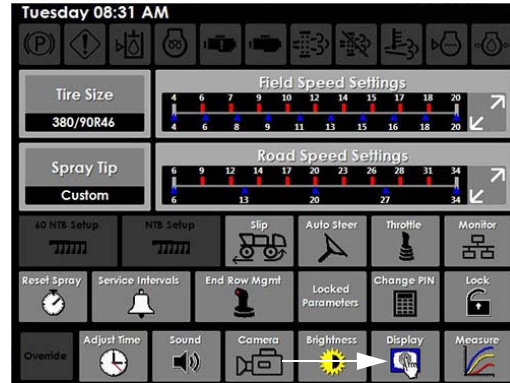 Tuesday 08:31 AM
(P)
Tire Size
380/90R46
Field Speed Settings
4 6 7 9 10 12 14 15 17 18 20
4 6 8 9 11 13 15 16 18 20
Spray Tip
Custom
Road Speed Settings
6 9 12 14 17 20 23 26 28 31 34
6 13 20 27 34
60 NTB Setup NTB Setup Slip Auto Steer Throttle Monitor
Reset Spray Service Intervals End Row Mgmt Locked Parameters Change PIN Lock
Override Adjust Time Sound Camera Brightness Display Measure